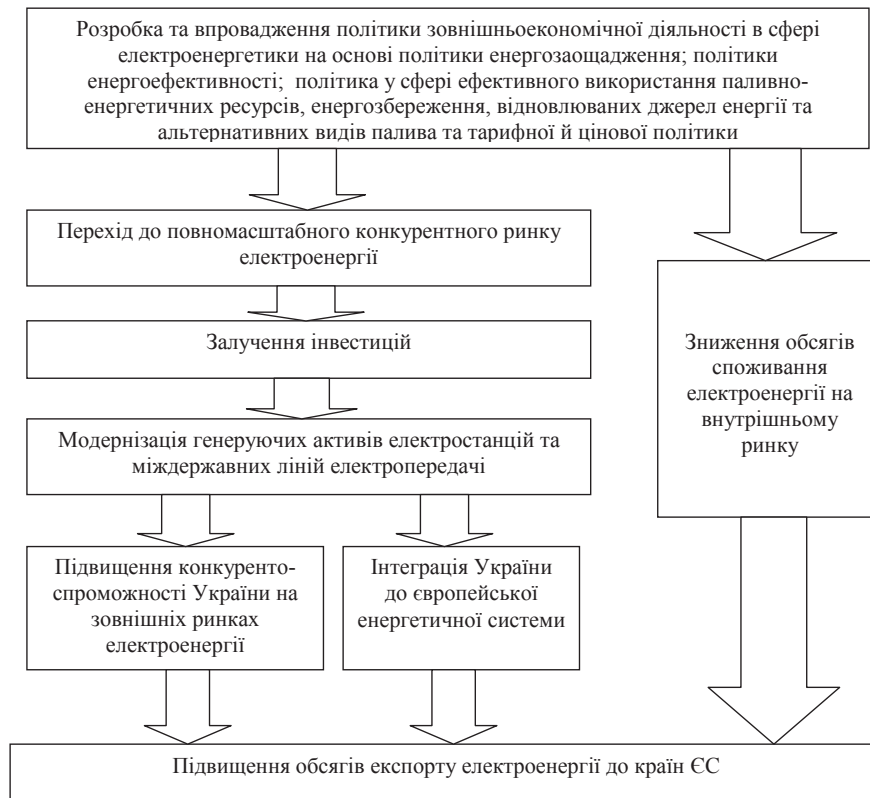 Розробка та впровадження політики зовнішньоекономічної діяльності в сфері
електроенергетики на основі політики енергозаощадження; політики
енергоефективності; політика у сфері ефективного використання паливно-
енергетичних ресурсів, енергозбереження, відновлюваних джерел енергії та
альтернативних видів палива та тарифної й цінової політики
Перехід до повномасштабного конкурентного ринку
електроенергії
Залучення інвестицій
Модернізація генеруючих активів електростанцій та
міждержавних ліній електропередачі
Підвищення конкуренто-
спроможності України на
зовнішніх ринках
електроенергії
Інтеграція України
до європейської
енергетичної системи
Зниження обсягів
споживання
електроенергії на
внутрішньому
ринку
Підвищення обсягів експорту електроенергії до країн ЄС